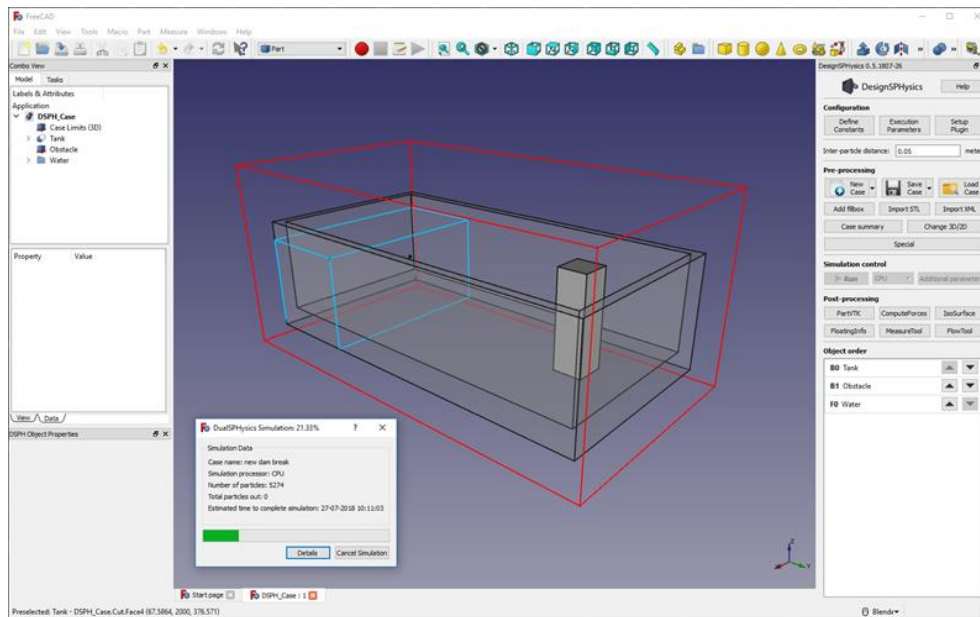 FreeCAD
File Edit View Tools Macro Part Measure Windows Help
Part
Combo View
Model Tasks
Labels & Attributes
Application
DSPH_Case
Case Limits (3D)
Tank
Obstacle
Water
Property Value
View Data
DSPH Object Properties
DualSPHysics Simulation: 21.33% ?
Simulation Data
Case name: new dam break
Simulation processor: CPU
Number of particles: 5274
Total particles out: 0
Estimated time to complete simulation: 27-07-2018 10:11:03
Details Cancel Simulation
Z
Y
Start page DSPH_Case : 1
Preselected: Tank - DSPH_Case.Cut.Face4 (67.5864, 2000, 376.571)
DesignSPHysics 0.5.1807-26
DesignSPHysics Help
Configuration
Define Constants Execution Parameters Setup Plugin
Inter-particle distance: 0.05 mete
Pre-processing
New Case Save Case Load Case
Add fillbox Import STL Import XML
Case summary Change 3D/2D
Special
Simulation control
Run CPU Additional parameter
Post-processing
PartVTK ComputeForces IsoSurface
FloatingInfo MeasureTool FlowTool
Object order
B0 Tank
B1 Obstacle
F0 Water